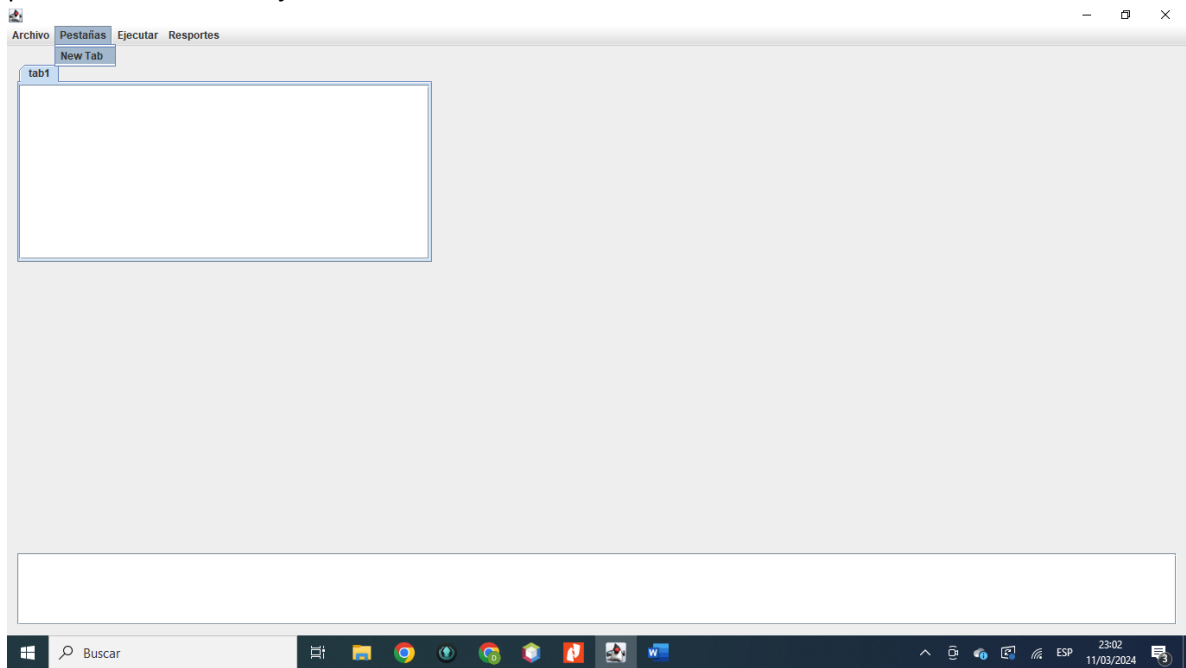 Archivo Pestañas Ejecutar Resportes
New Tab
tab1
Buscar
ESP
23:02
11/03/2024
3